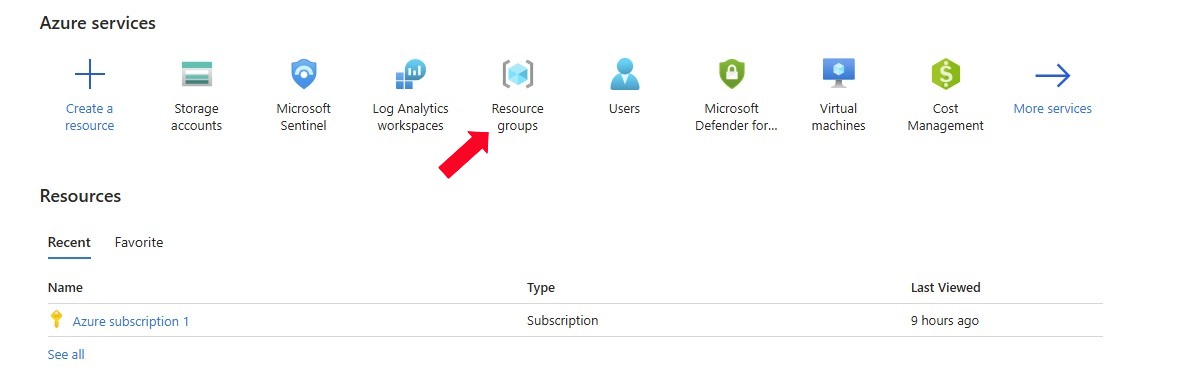 Azure services
Create a resource
Storage accounts
Microsoft Sentinel
Log Analytics workspaces
Resource groups
Users
Microsoft Defender for...
Virtual machines
Cost Management
More services
Resources
Recent Favorite
Name Type Last Viewed
Azure subscription 1 Subscription 9 hours ago
See all